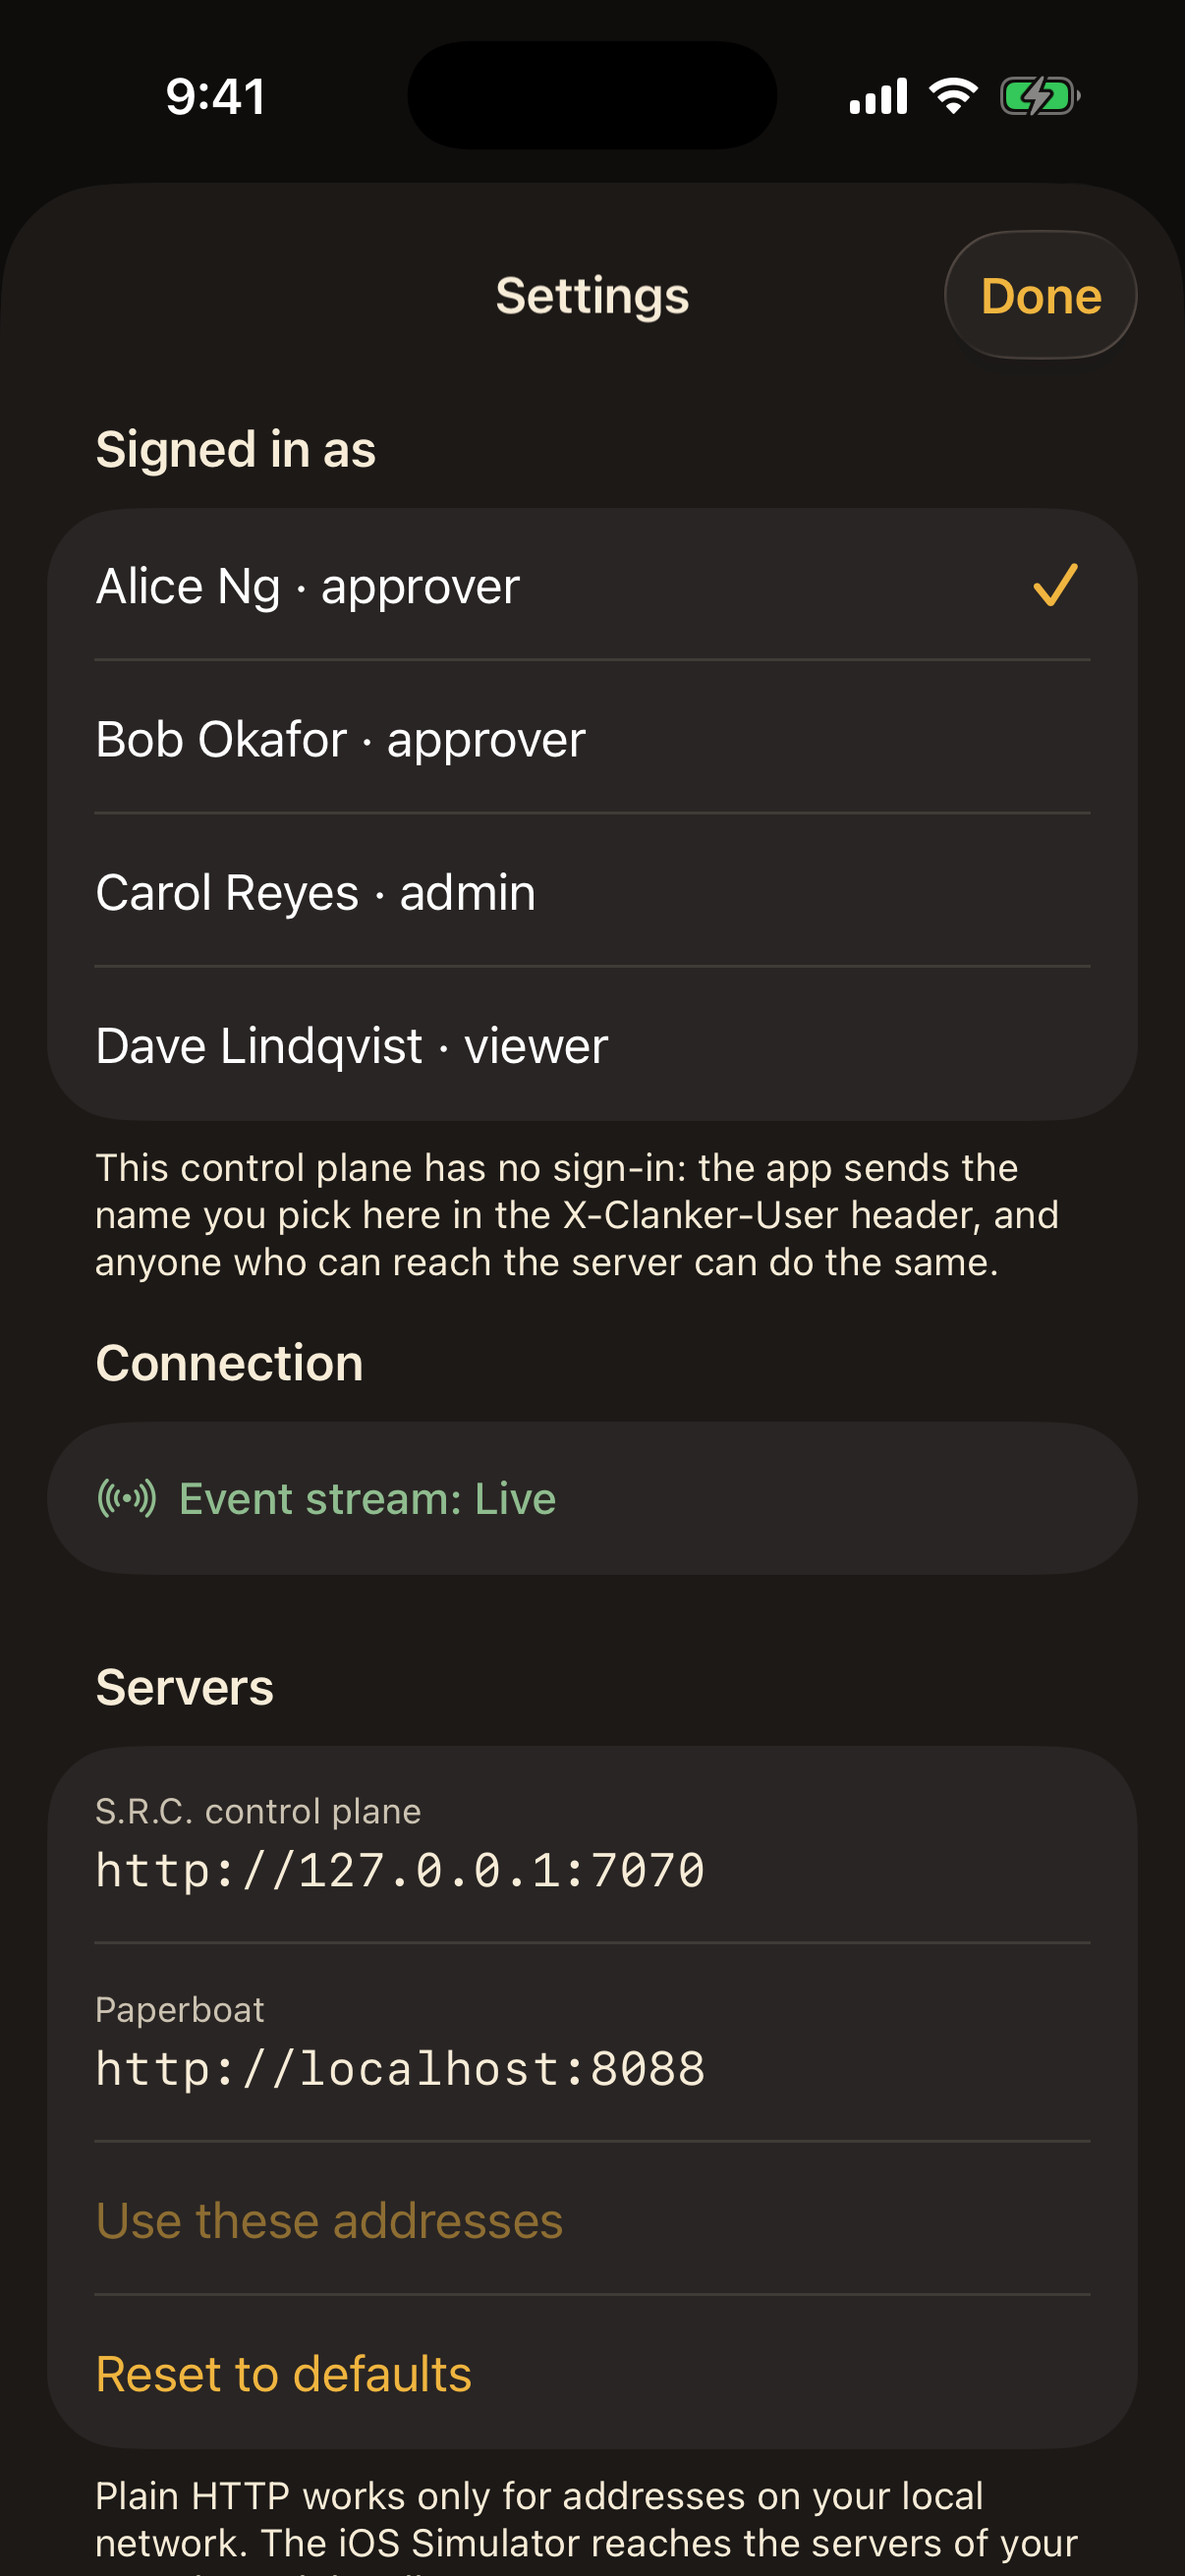 9:41
Settings
Done
Signed in as
Alice Ng · approver
Bob Okafor · approver
Carol Reyes · admin
Dave Lindqvist · viewer
This control plane has no sign-in: the app sends the
name you pick here in the X-Clanker-User header, and
anyone who can reach the server can do the same.
Connection
Event stream: Live
Servers
S.R.C. control plane
http://127.0.0.1:7070
Paperboat
http://localhost:8088
Use these addresses
Reset to defaults
Plain HTTP works only for addresses on your local
network. The iOS Simulator reaches the servers of your